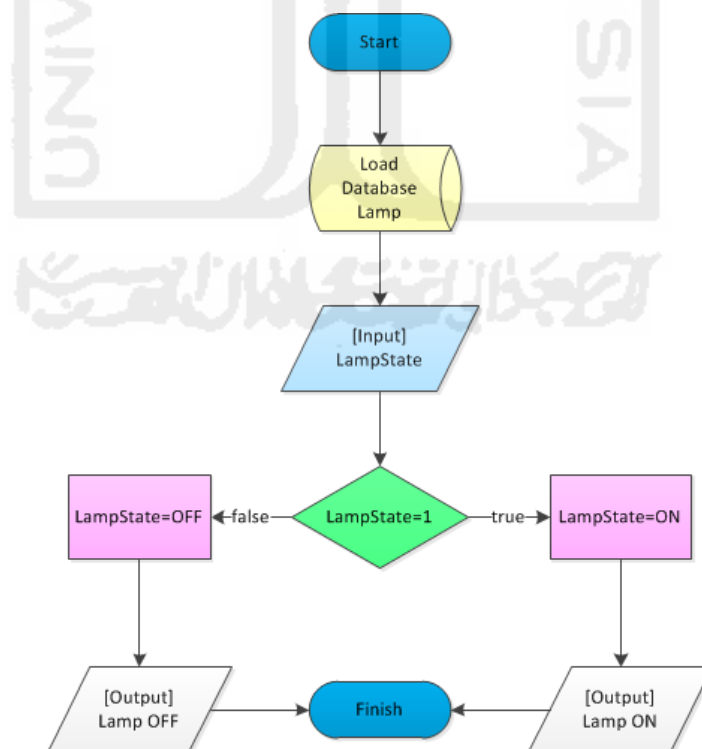 Start
Load
Database
Lamp
[Input]
LampState
LampState=OFF
false
LampState=1
true
LampState=ON
[Output]
Lamp OFF
Finish
[Output]
Lamp ON